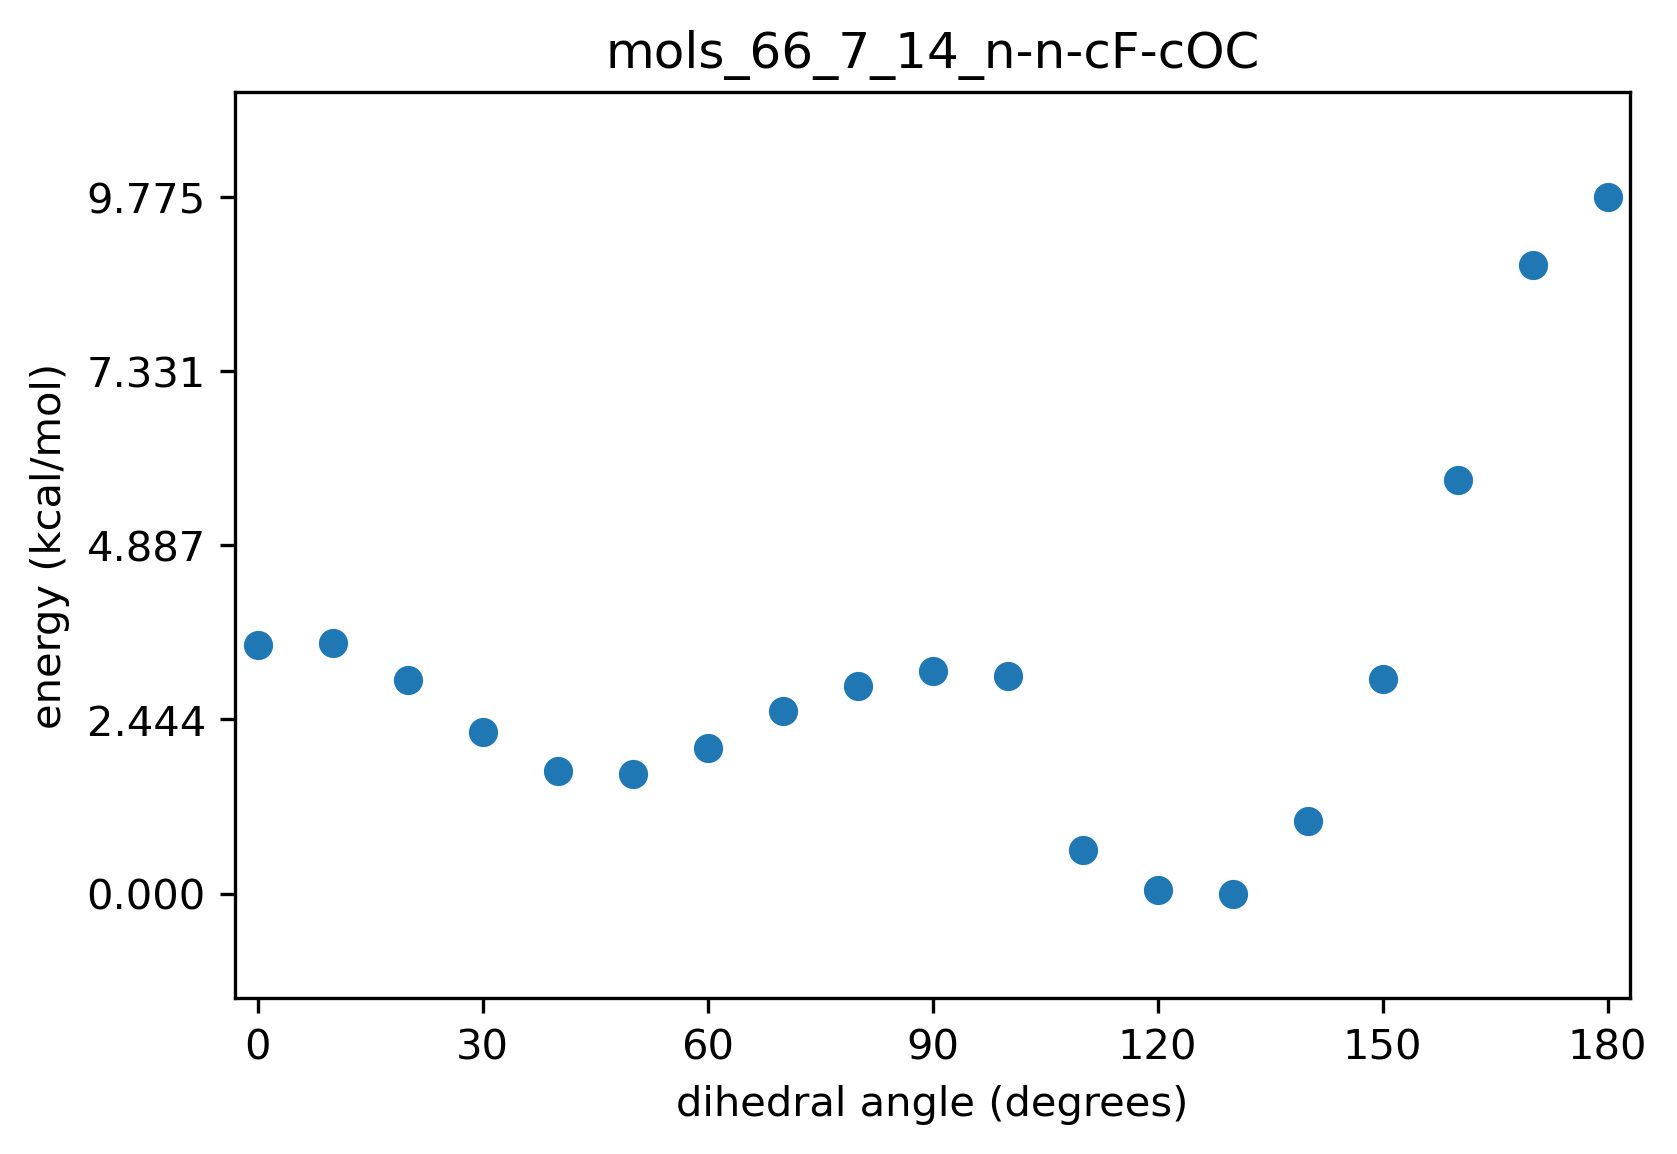 mols_66_7_14_n-n-cF-cOC
energy (kcal/mol)
9.775
7.331
4.887
2.444
0.000
0 30 60 90 120 150 180
dihedral angle (degrees)